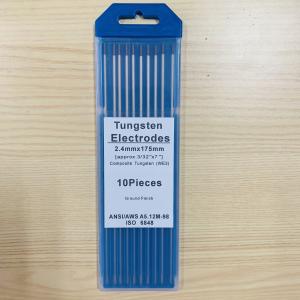 Tungsten
Electrodes
2.4mmx175mm
[approx 3/32"x7"]
Composite Tungsten (WE3)
10Pieces
Ground Finish
ANSI/AWS A5.12M-98
ISO 6848